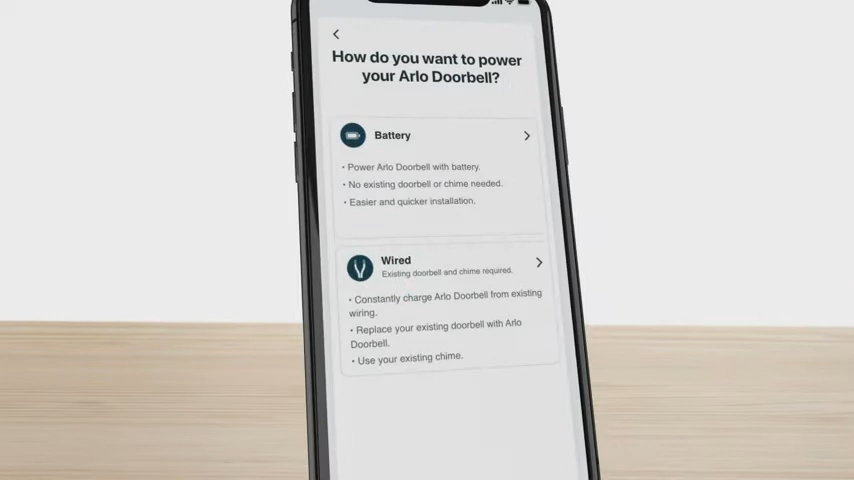 How do you want to power
your Arlo Doorbell?
Battery
• Power Arlo Doorbell with battery.
• No existing doorbell or chime needed.
• Easier and quicker installation.
Wired
Existing doorbell and chime required.
• Constantly charge Arlo Doorbell from existing
wiring.
• Replace your existing doorbell with Arlo
Doorbell.
• Use your existing chime.